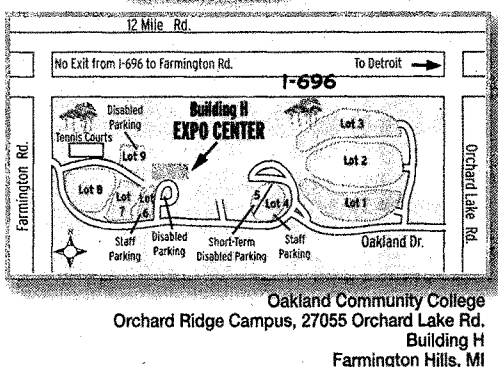 12 Mile Rd.
No Exit from I-696 to Farmington Rd.
To Detroit
I-696
Disabled
Parking
Building H
EXPO CENTER
Tennis Courts
Lot 9
Lot 3
Lot 2
Lot 8
Lot
7
Lot
6
5
Lot 4
Lot 1
Farmington Rd.
Orchard Lake Rd.
Staff
Parking
Disabled
Parking
Short-Term
Disabled Parking
Staff
Parking
Oakland Dr.
N
Oakland Community College
Orchard Ridge Campus, 27055 Orchard Lake Rd.
Building H
Farmington Hills, MI